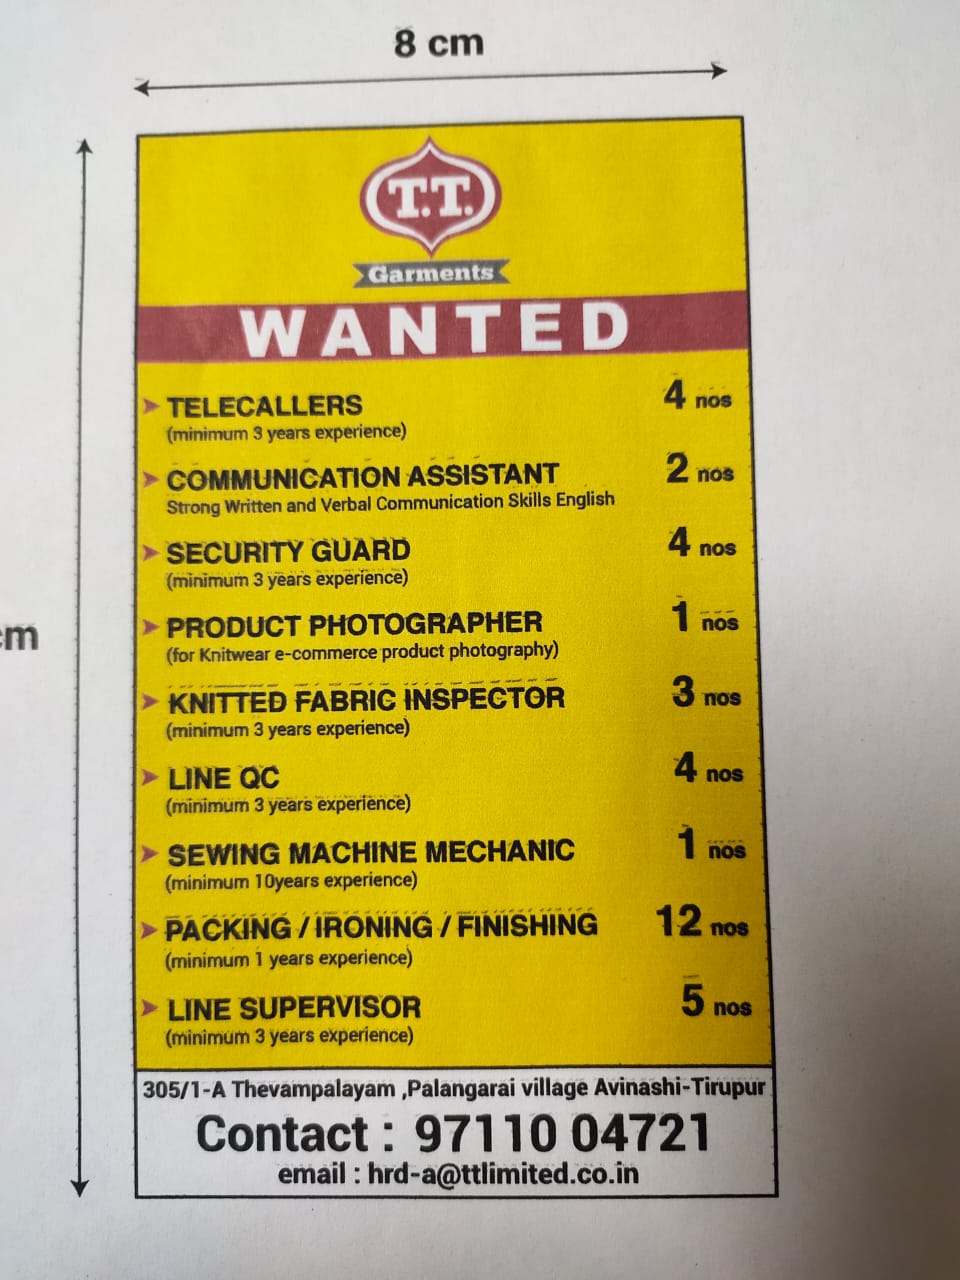 8 cm
T.T.
Garments
WANTED
TELECALLERS 4 nos
(minimum 3 years experience)
COMMUNICATION ASSISTANT 2 nos
Strong Written and Verbal Communication Skills English
SECURITY GUARD 4 nos
(minimum 3 years experience)
PRODUCT PHOTOGRAPHER 1 nos
(for Knitwear e-commerce product photography)
cm
KNITTED FABRIC INSPECTOR 3 nos
(minimum 3 years experience)
LINE QC 4 nos
(minimum 3 years experience)
SEWING MACHINE MECHANIC 1 nos
(minimum 10years experience)
PACKING / IRONING / FINISHING 12 nos
(minimum 1 years experience)
LINE SUPERVISOR 5 nos
(minimum 3 years experience)
305/1-A Thevampalayam ,Palangarai village Avinashi-Tirupur
Contact : 97110 04721
email : hrd-a@ttlimited.co.in